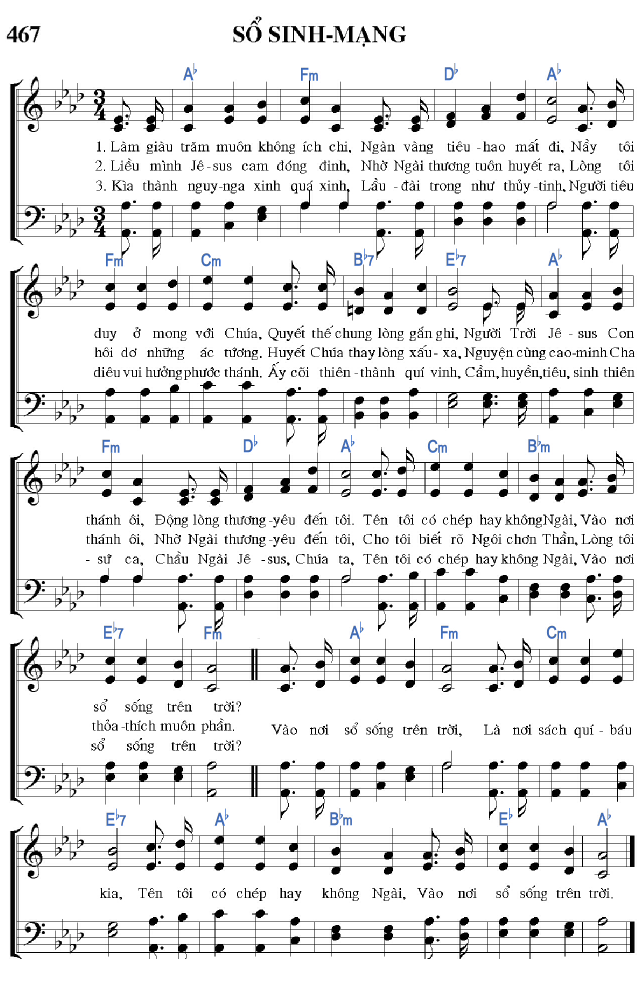 467 SỔ SINH-MẠNG
A♭ Fm D♭ A♭
1. Làm giàu trăm muôn không ích chi, Ngàn vàng tiêu-hao mất đi, Nầy tôi
2. Liều mình Jê-sus cam đóng đinh, Nhờ Ngài thương tuôn huyết ra, Lòng tôi
3. Kìa thành nguy-nga xinh quá xinh, Lầu-đài trong như thủy-tinh, Người tiêu
Fm Cm B♭7 E♭7 A♭
duy ở mong với Chúa, Quyết thế chung lòng gắn ghi, Người Trời Jê-sus Con
hôi dơ những ác tương. Huyết Chúa thay lòng xấu-xa, Nguyện cùng cao-minh Cha
diêu vui hưởng phước thánh. Ấy cõi thiên-thành quí vinh, Cầm, huyền, tiêu, sinh thiên
Fm D♭ A♭ Cm B♭m
thánh ôi, Động lòng thương-yêu đến tôi. Tên tôi có chép hay không Ngài, Vào nơi
thánh ôi, Nhờ Ngài thương-yêu đến tôi, Cho tôi biết rõ Ngôi chơn Thần, Lòng tôi
-sứ ca, Chầu Ngài Jê-sus, Chúa ta, Tên tôi có chép hay không Ngài, Vào nơi
E♭7 Fm A♭ Fm Cm
sổ sống trên trời?
thỏa-thích muôn phần. Vào nơi sổ sống trên trời, Là nơi sách quí-báu
sổ sống trên trời?
E♭7 A♭ B♭m E♭ A♭
kia, Tên tôi có chép hay không Ngài, Vào nơi sổ sống trên trời.